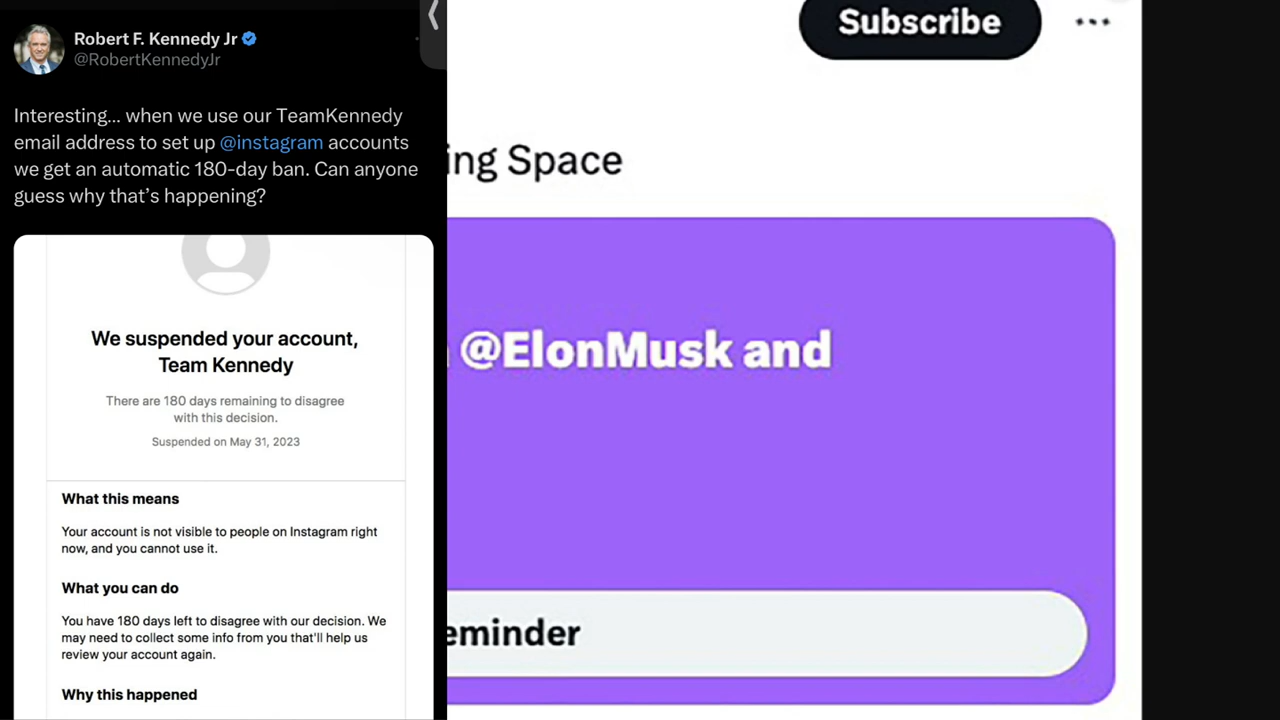 Robert F. Kennedy Jr
@RobertKennedyJr
Interesting... when we use our TeamKennedy
email address to set up @instagram accounts
we get an automatic 180-day ban. Can anyone
guess why that’s happening?
We suspended your account,
Team Kennedy
There are 180 days remaining to disagree
with this decision.
Suspended on May 31, 2023
What this means
Your account is not visible to people on Instagram right
now, and you cannot use it.
What you can do
You have 180 days left to disagree with our decision. We
may need to collect some info from you that'll help us
review your account again.
Why this happened
Subscribe
ing Space
@ElonMusk and
eminder